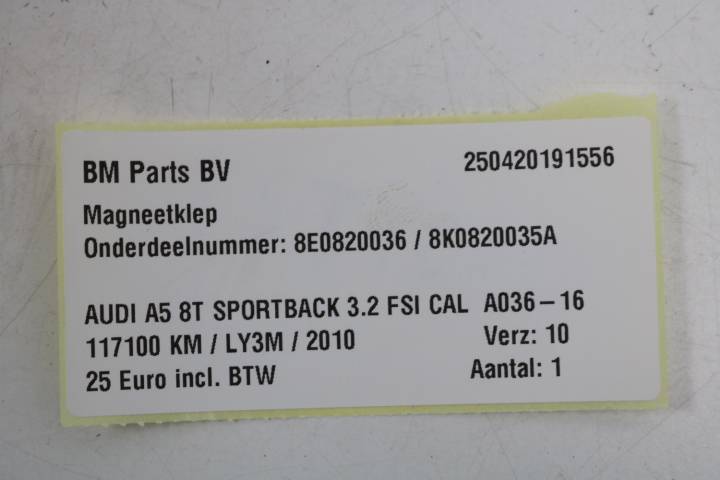 BM Parts BV 250420191556
Magneetklep
Onderdeelnummer: 8E0820036 / 8K0820035A
AUDI A5 8T SPORTBACK 3.2 FSI CAL A036-16
117100 KM / LY3M / 2010 Verz: 10
25 Euro incl. BTW Aantal: 1